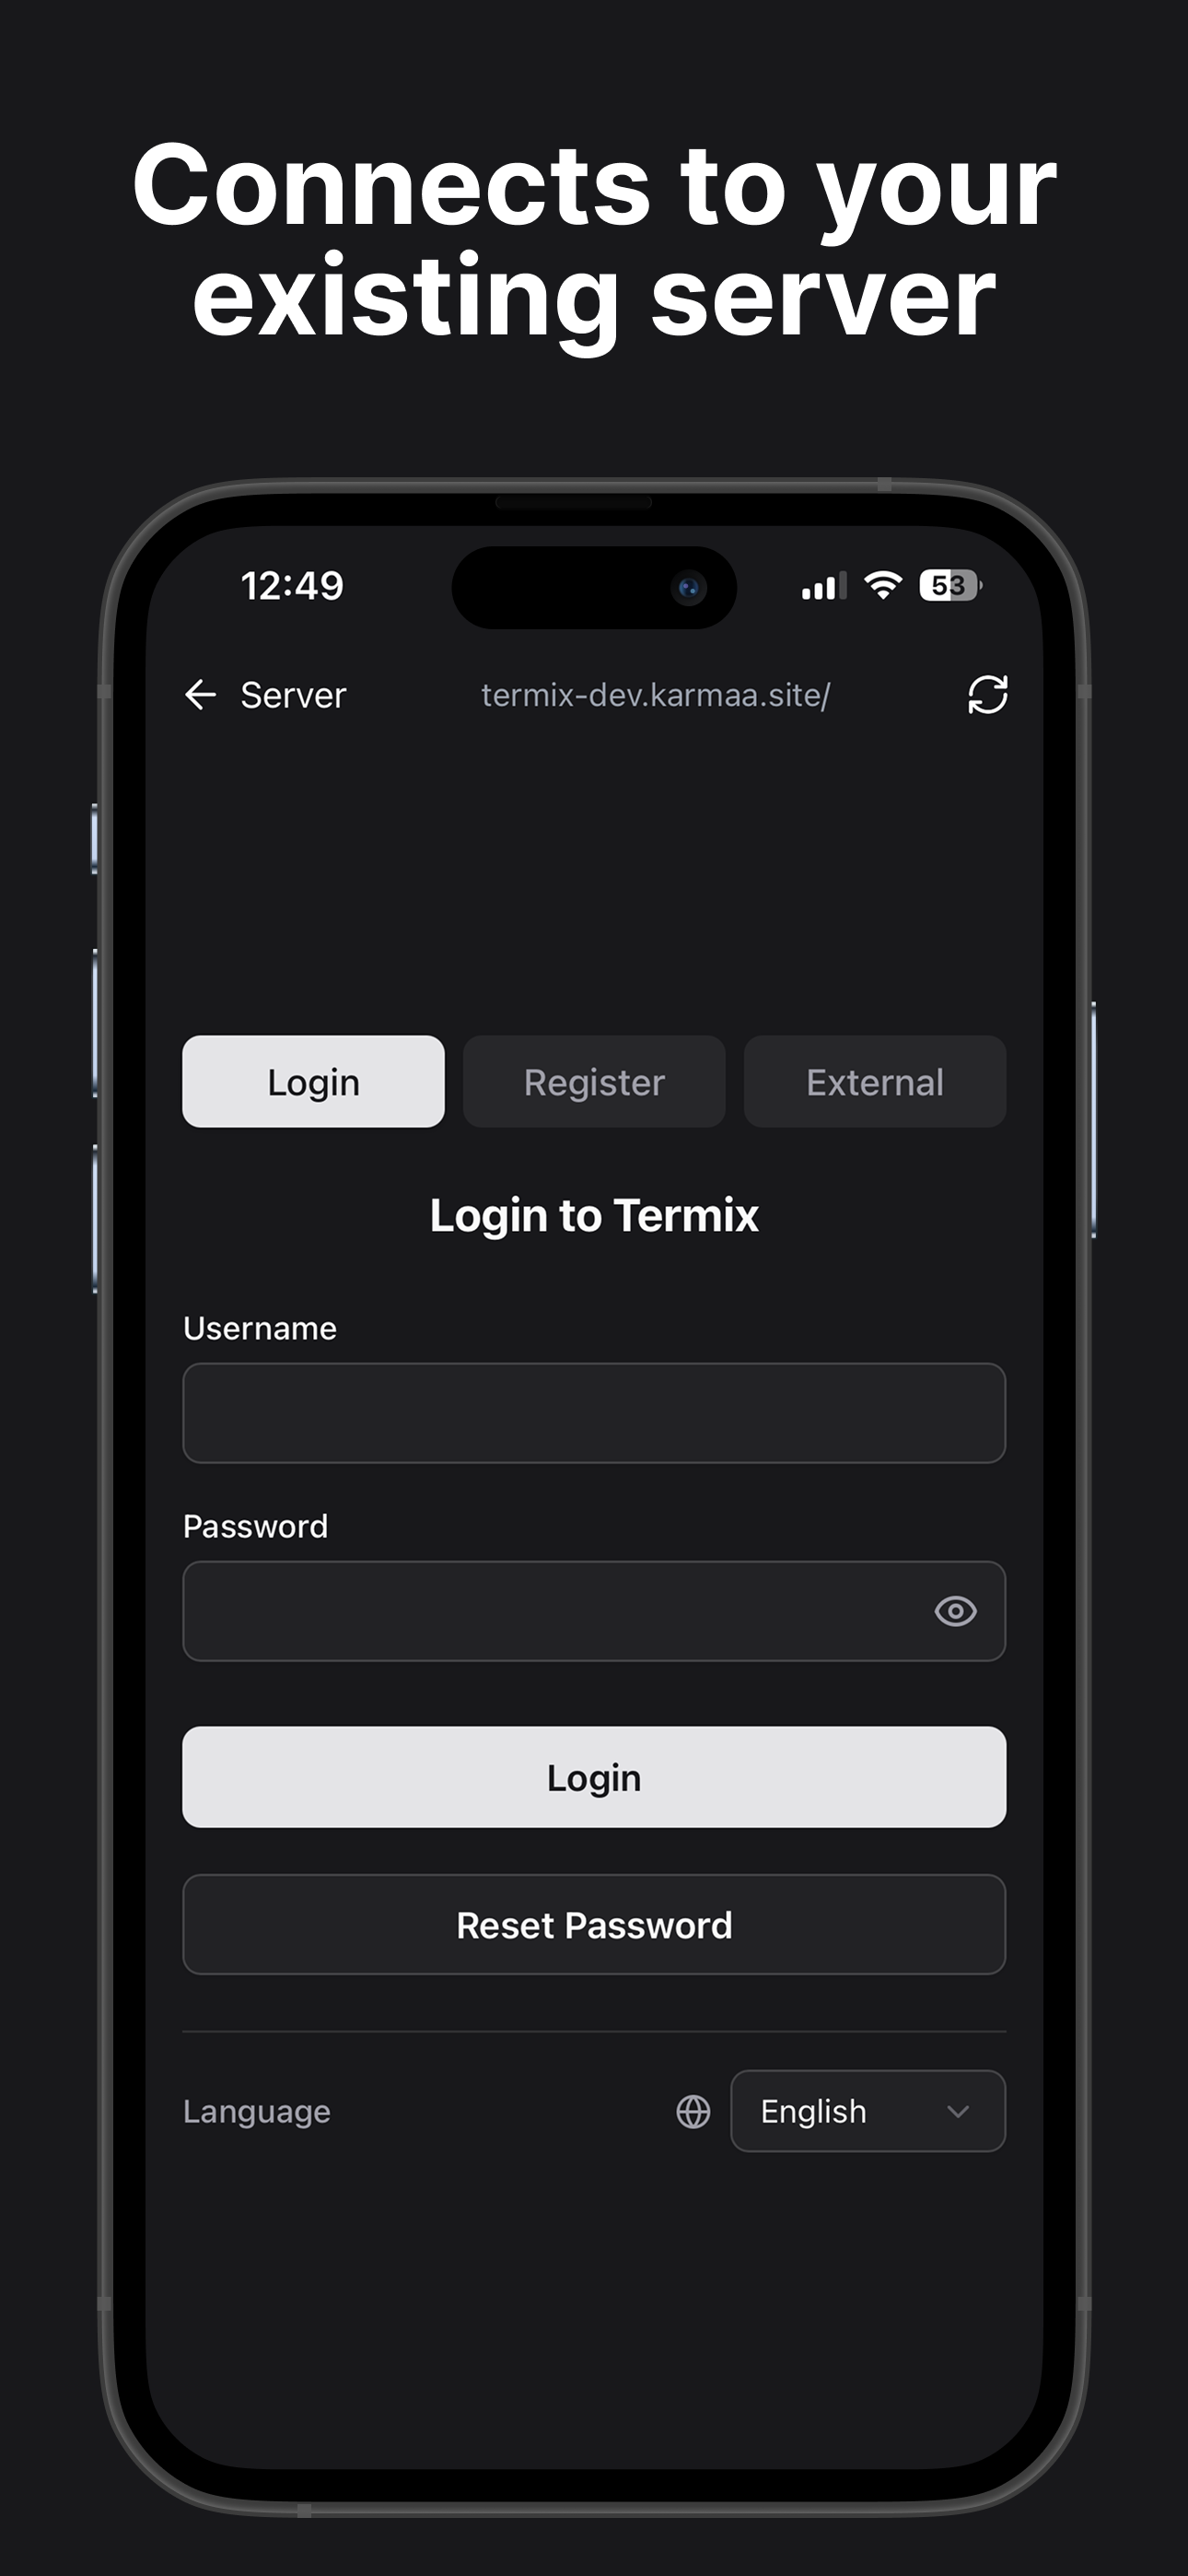 Connects to your
existing server
12:49
53
Server
termix-dev.karmaa.site/
Login
Register
External
Login to Termix
Username
Password
Login
Reset Password
Language
English